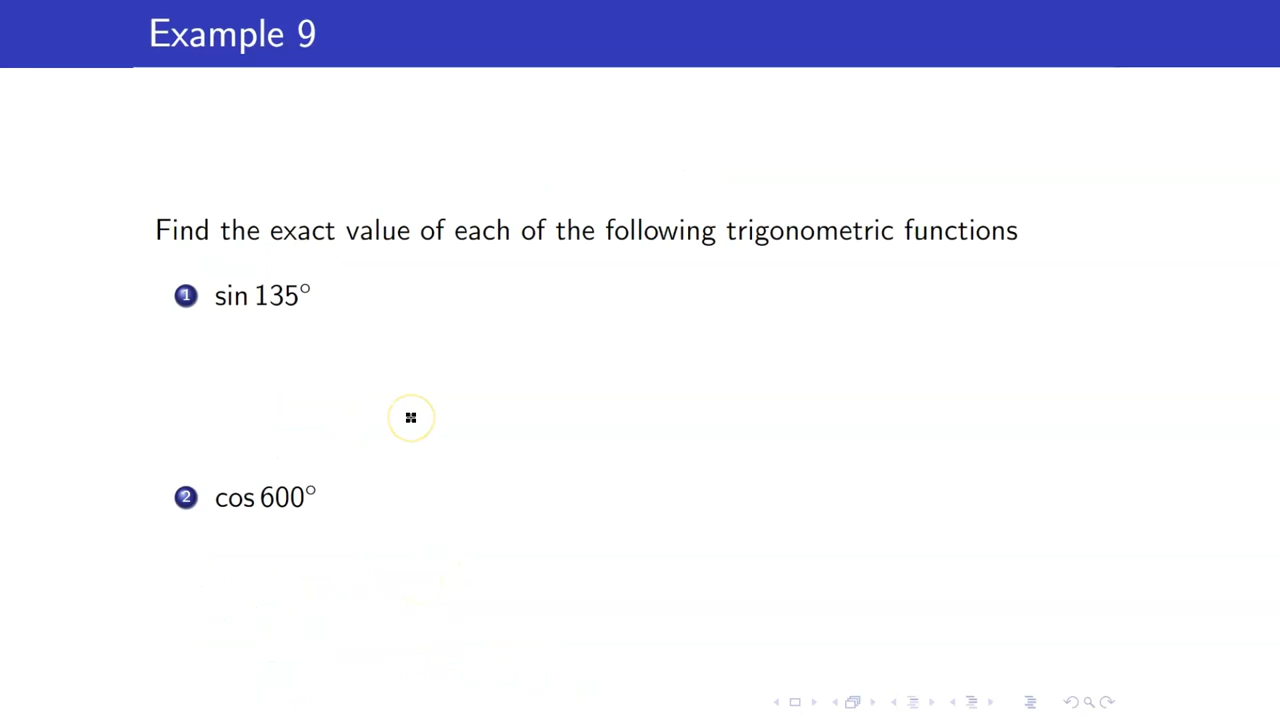 Example 9
Find the exact value of each of the following trigonometric functions
1 sin 135°
2 cos 600°